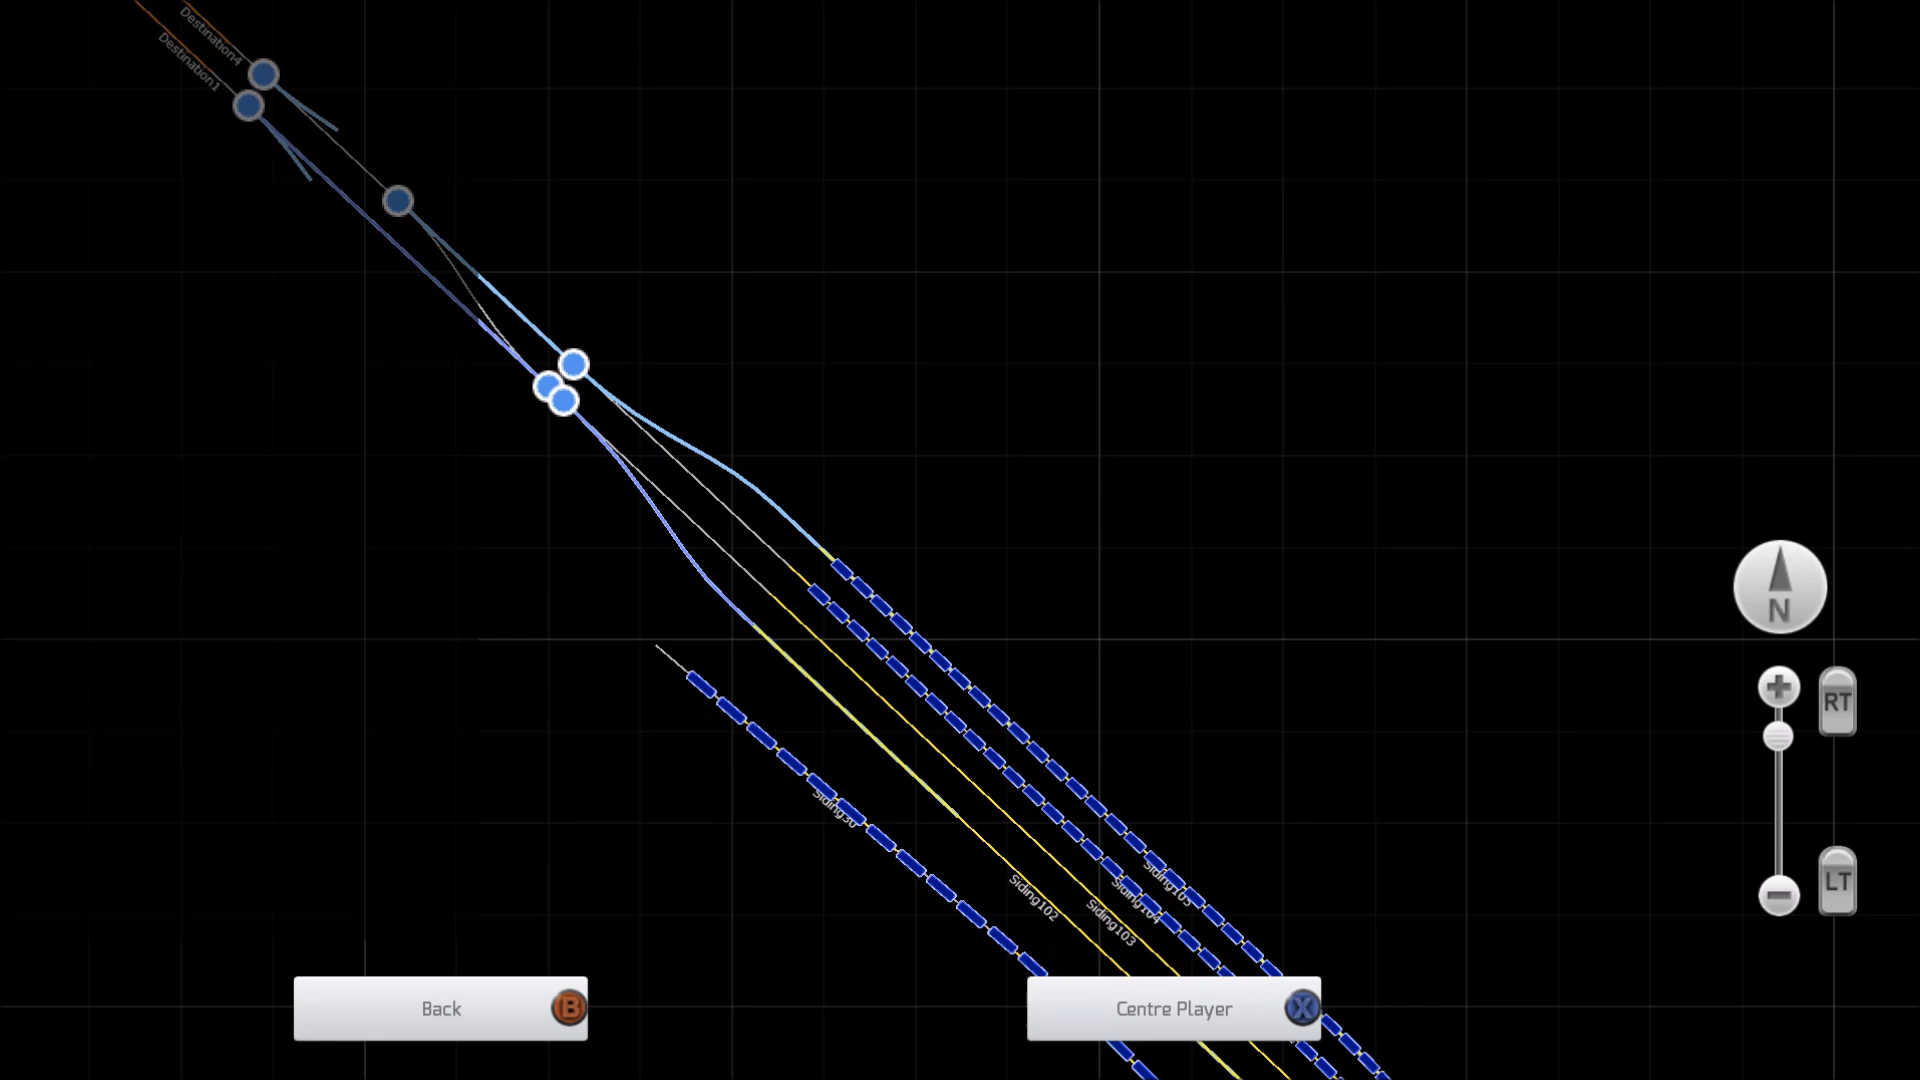 Destination4
Destination1
N
RT
LT
Siding30
Siding102
Siding103
Siding104
Siding105
Back B
Centre Player X